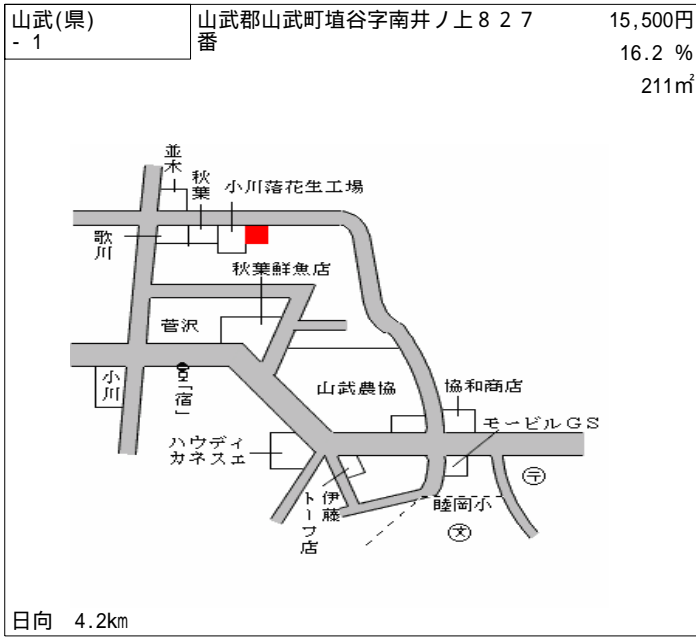 山武(県)
- 1
山武郡山武町埴谷字南井ノ上827
番
15,500円
16.2 %
211㎡
並木
秋葉
小川落花生工場
歌川
秋葉鮮魚店
菅沢
小川
「宿」
山武農協
協和商店
モービルGS
ハウディ
カネスエ
伊藤
トーフ店
睦岡小
〒
文
日向 4.2km